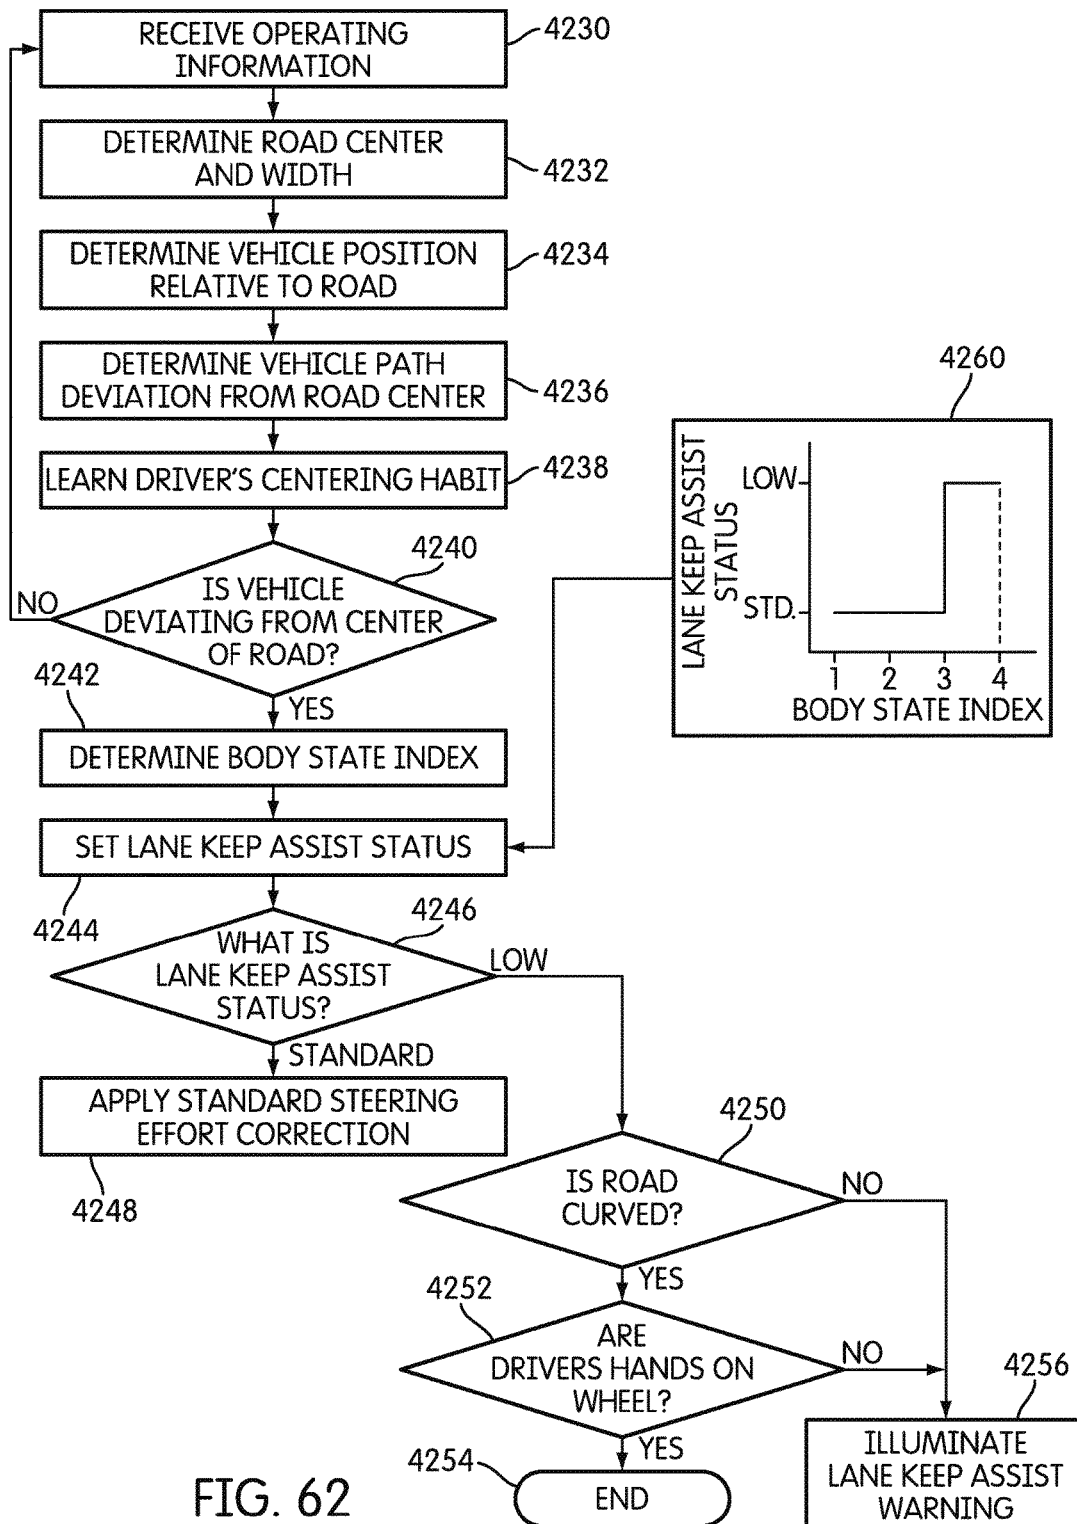 RECEIVE OPERATING
INFORMATION
4230
DETERMINE ROAD CENTER
AND WIDTH
4232
DETERMINE VEHICLE POSITION
RELATIVE TO ROAD
4234
DETERMINE VEHICLE PATH
DEVIATION FROM ROAD CENTER
4236
LEARN DRIVER'S CENTERING HABIT
4238
4240
IS VEHICLE
DEVIATING FROM CENTER
OF ROAD?
NO
YES
4242
DETERMINE BODY STATE INDEX
4260
LANE KEEP ASSIST
STATUS
LOW
STD.
1 2 3 4
BODY STATE INDEX
SET LANE KEEP ASSIST STATUS
4244
4246
WHAT IS
LANE KEEP ASSIST
STATUS?
LOW
STANDARD
APPLY STANDARD STEERING
EFFORT CORRECTION
4248
4250
IS ROAD
CURVED?
NO
YES
4252
ARE
DRIVERS HANDS ON
WHEEL?
NO
YES
4254
END
4256
ILLUMINATE
LANE KEEP ASSIST
WARNING
FIG. 62